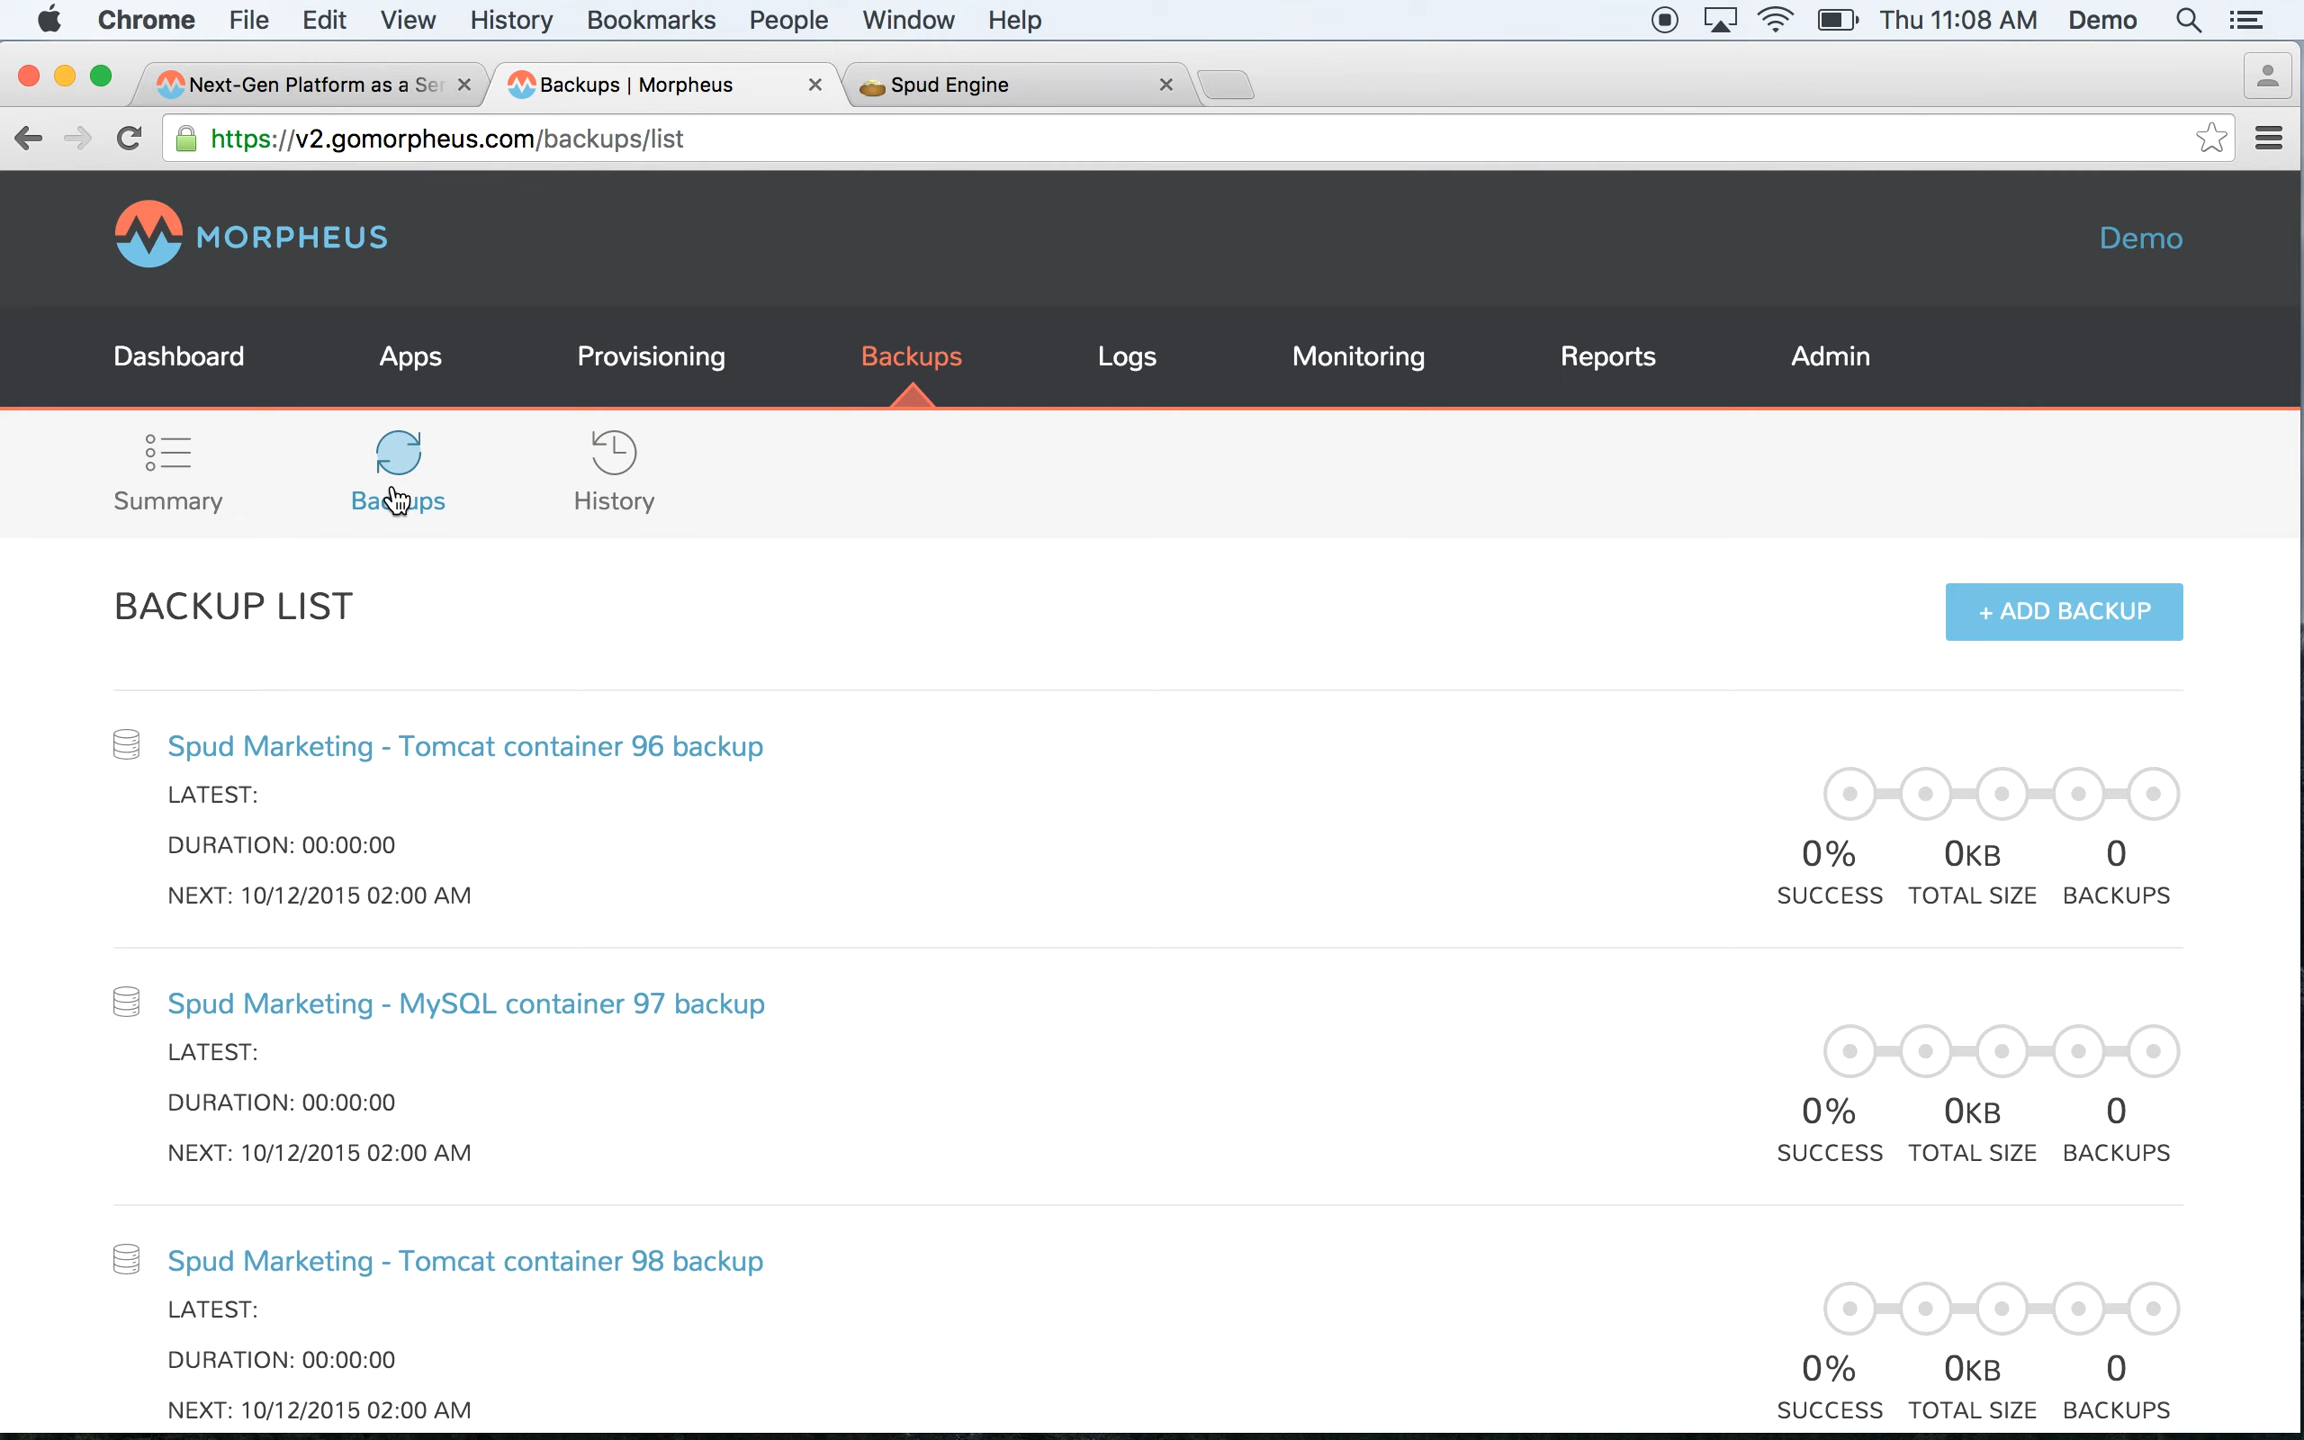 Chrome File Edit View History Bookmarks People Window Help Thu 11:08 AM Demo
Next-Gen Platform as a Ser Backups | Morpheus Spud Engine
https://v2.gomorpheus.com/backups/list
MORPHEUS Demo
Dashboard Apps Provisioning Backups Logs Monitoring Reports Admin
Summary Backups History
BACKUP LIST + ADD BACKUP
Spud Marketing - Tomcat container 96 backup
LATEST:
DURATION: 00:00:00 0% 0KB 0
NEXT: 10/12/2015 02:00 AM SUCCESS TOTAL SIZE BACKUPS
Spud Marketing - MySQL container 97 backup
LATEST:
DURATION: 00:00:00 0% 0KB 0
NEXT: 10/12/2015 02:00 AM SUCCESS TOTAL SIZE BACKUPS
Spud Marketing - Tomcat container 98 backup
LATEST:
DURATION: 00:00:00 0% 0KB 0
NEXT: 10/12/2015 02:00 AM SUCCESS TOTAL SIZE BACKUPS